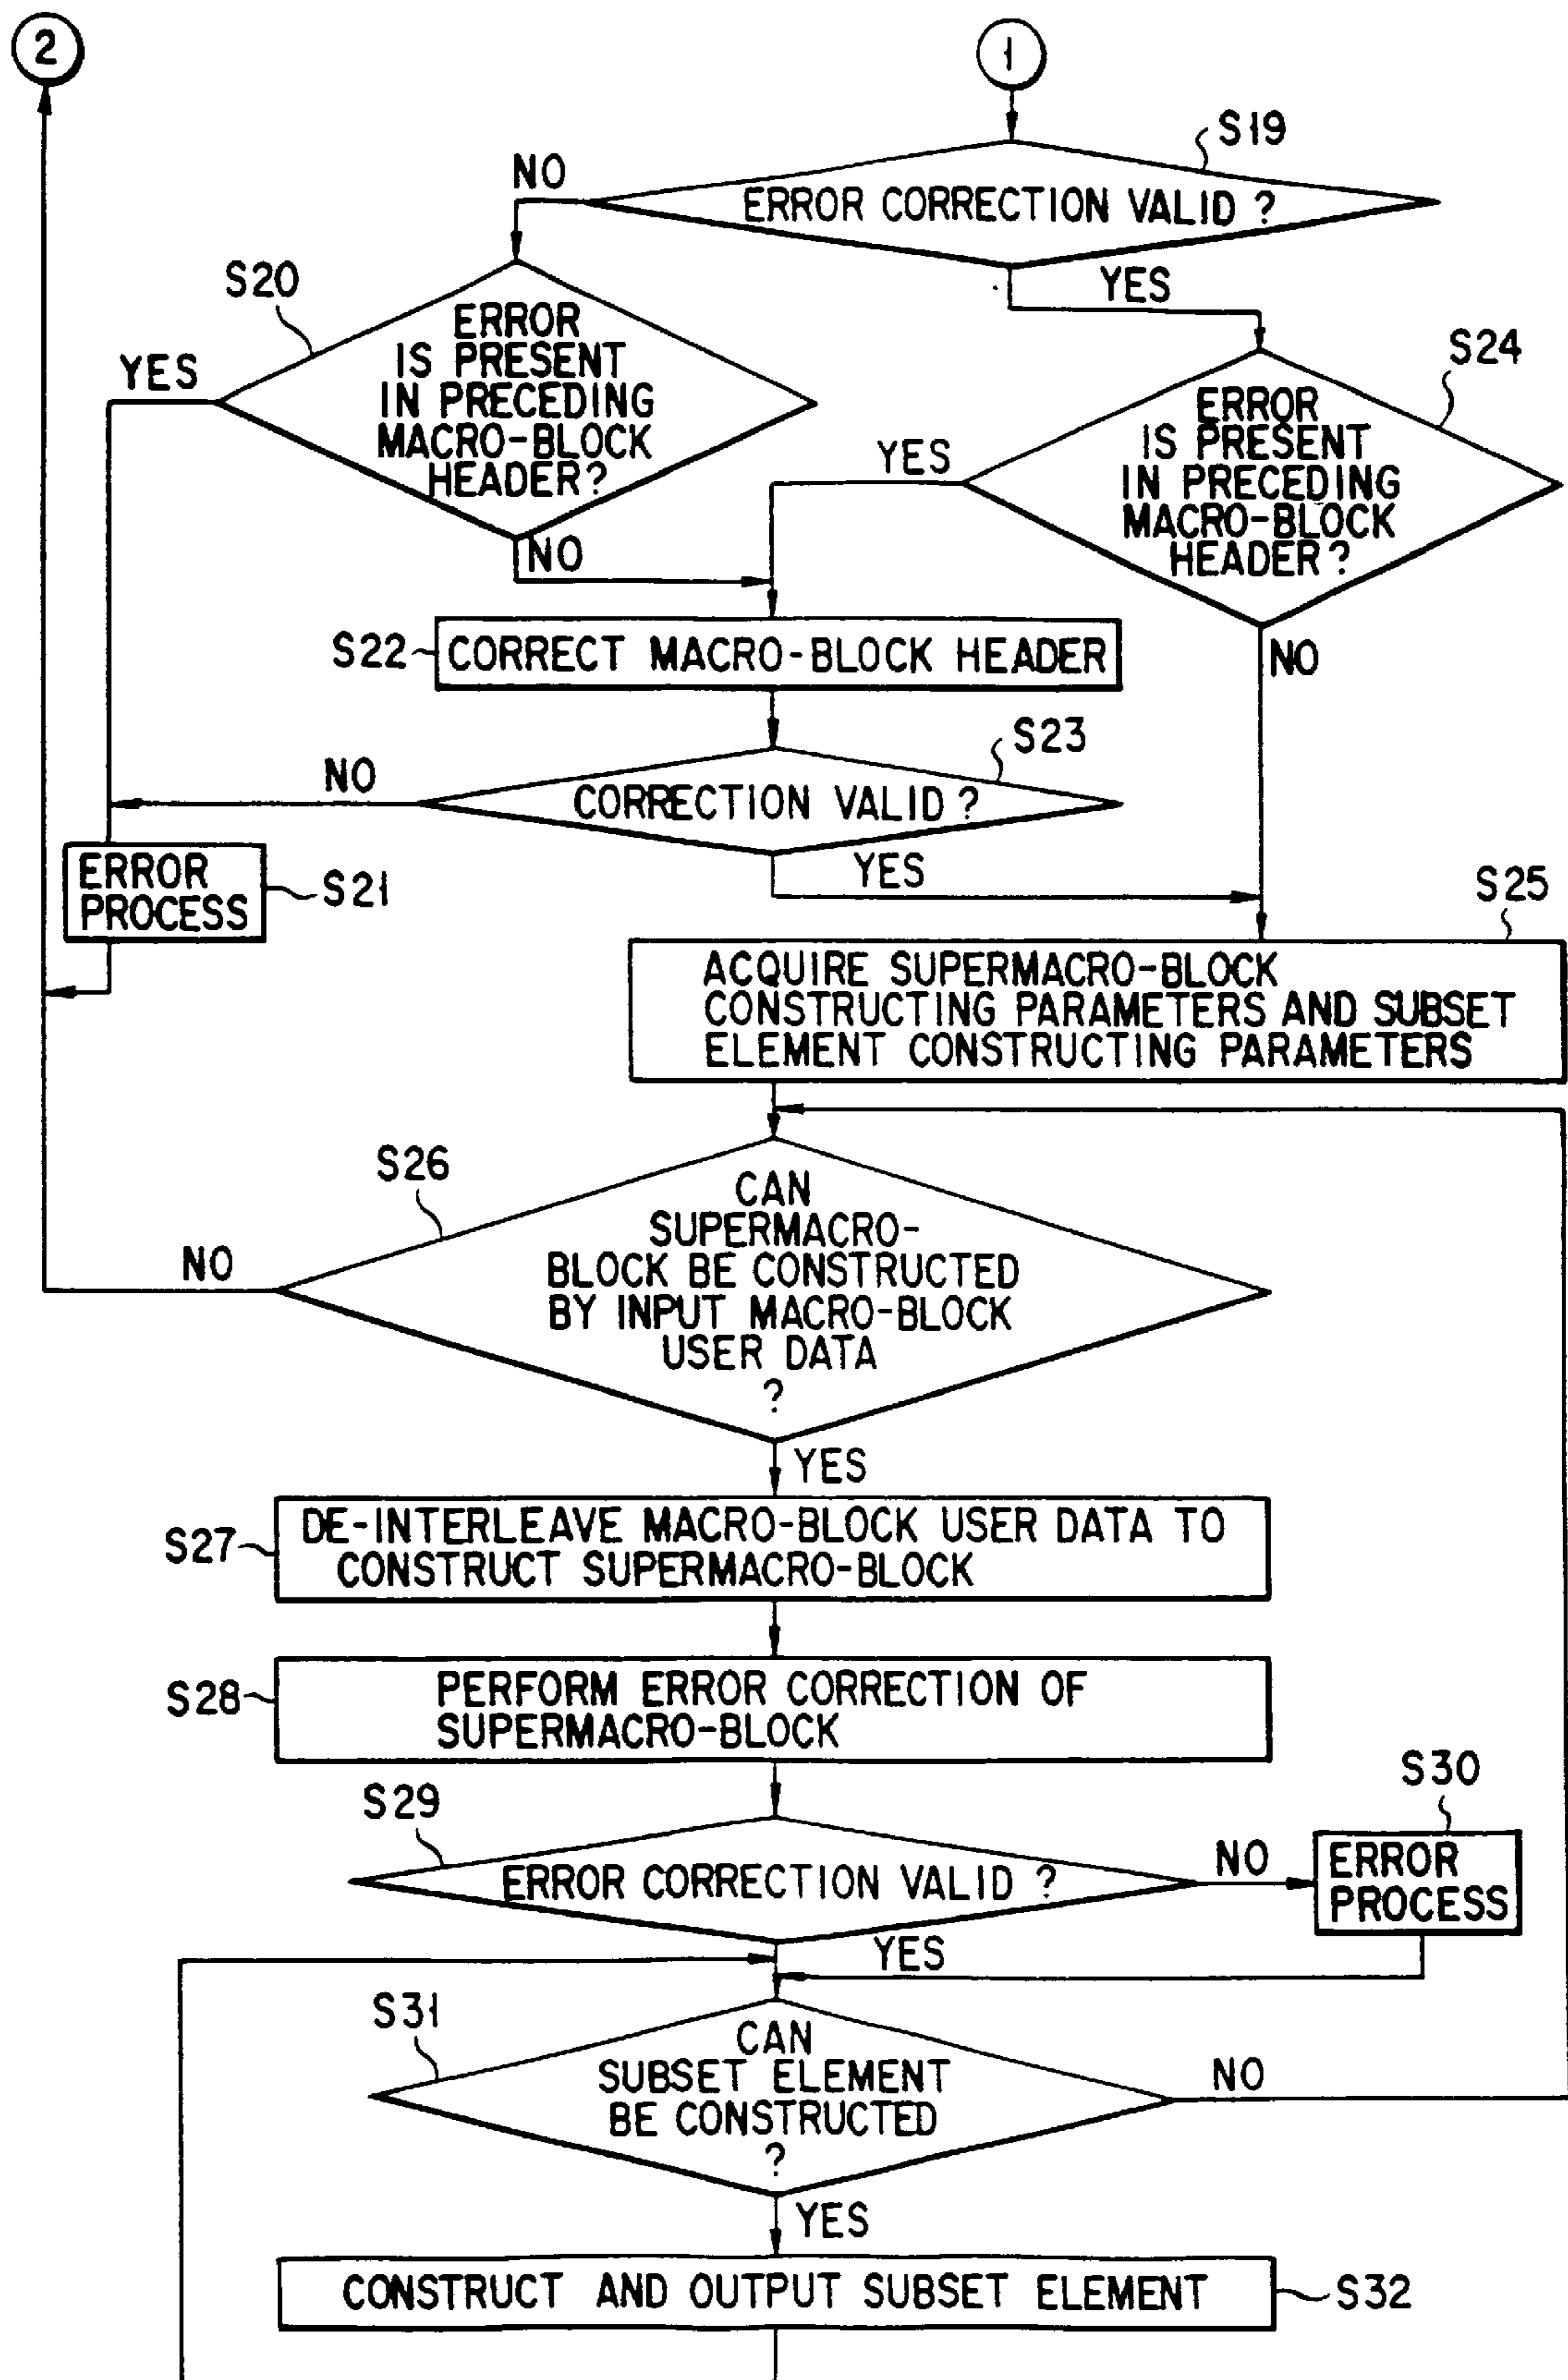 2
1
S19
NO
ERROR CORRECTION VALID ?
YES
S20
ERROR
IS PRESENT
IN PRECEDING
MACRO-BLOCK
HEADER?
YES
NO
S24
ERROR
IS PRESENT
IN PRECEDING
MACRO-BLOCK
HEADER?
YES
NO
S22
CORRECT MACRO-BLOCK HEADER
S23
NO
CORRECTION VALID ?
YES
ERROR
PROCESS
S21
S25
ACQUIRE SUPERMACRO-BLOCK
CONSTRUCTING PARAMETERS AND SUBSET
ELEMENT CONSTRUCTING PARAMETERS
S26
CAN
SUPERMACRO-
BLOCK BE CONSTRUCTED
BY INPUT MACRO-BLOCK
USER DATA
?
NO
YES
S27
DE-INTERLEAVE MACRO-BLOCK USER DATA TO
CONSTRUCT SUPERMACRO-BLOCK
S28
PERFORM ERROR CORRECTION OF
SUPERMACRO-BLOCK
S29
ERROR CORRECTION VALID ?
NO
S30
ERROR
PROCESS
YES
S31
CAN
SUBSET ELEMENT
BE CONSTRUCTED
?
NO
YES
CONSTRUCT AND OUTPUT SUBSET ELEMENT
S32